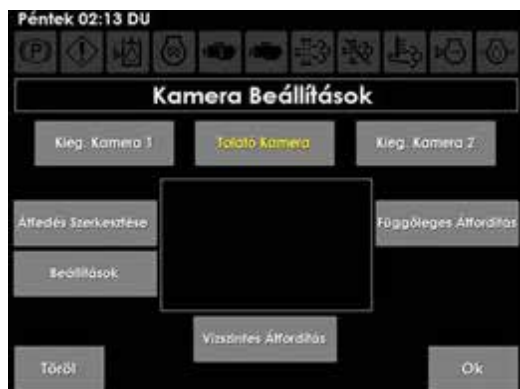 Péntek 02:13 DU
Kamera Beállítások
Kieg. Kamera 1
Tolató Kamera
Kieg. Kamera 2
Átfedés Szerkesztése
Függőleges Átfordítás
Beállítások
Vízszintes Átfordítás
Töröl
Ok